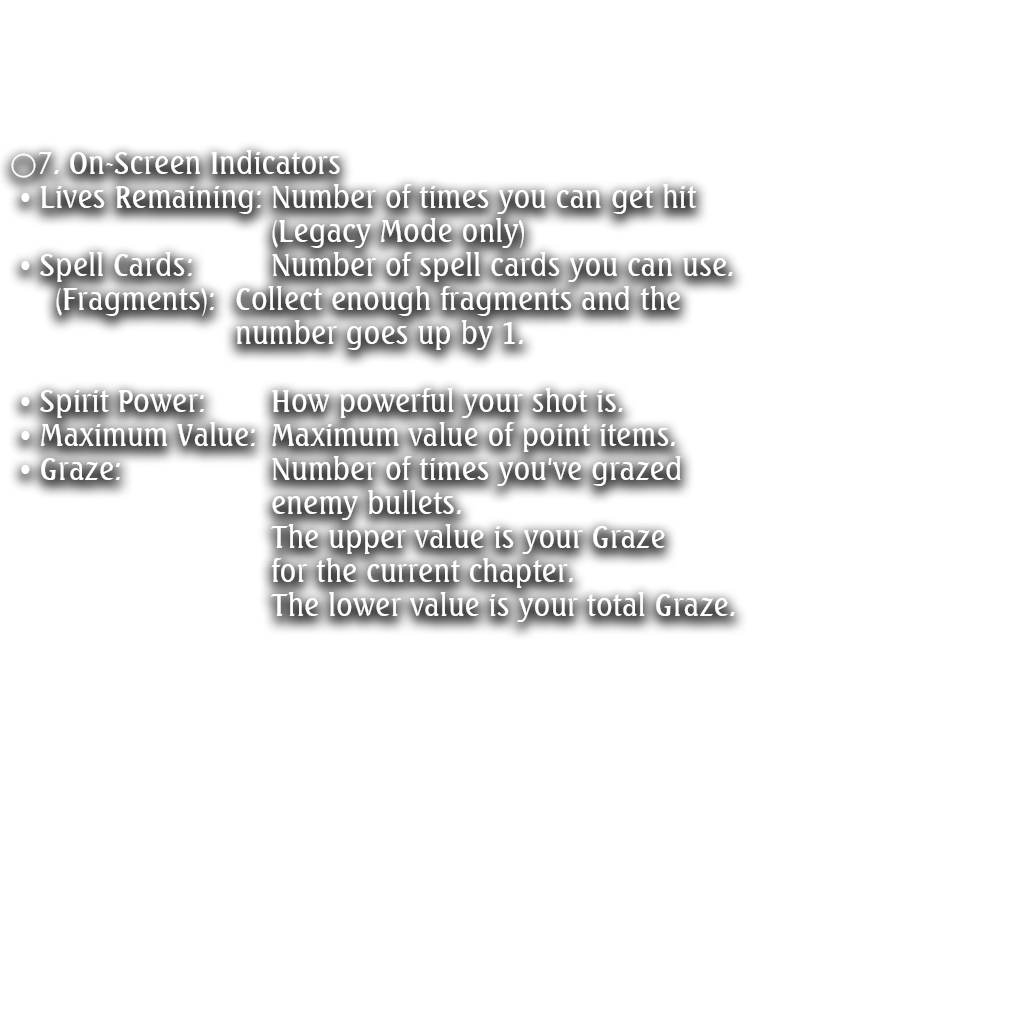 ○7. On-Screen Indicators
• Lives Remaining: Number of times you can get hit
(Legacy Mode only)
• Spell Cards: Number of spell cards you can use.
(Fragments): Collect enough fragments and the
number goes up by 1.
• Spirit Power: How powerful your shot is.
• Maximum Value: Maximum value of point items.
• Graze: Number of times you've grazed
enemy bullets.
The upper value is your Graze
for the current chapter.
The lower value is your total Graze.